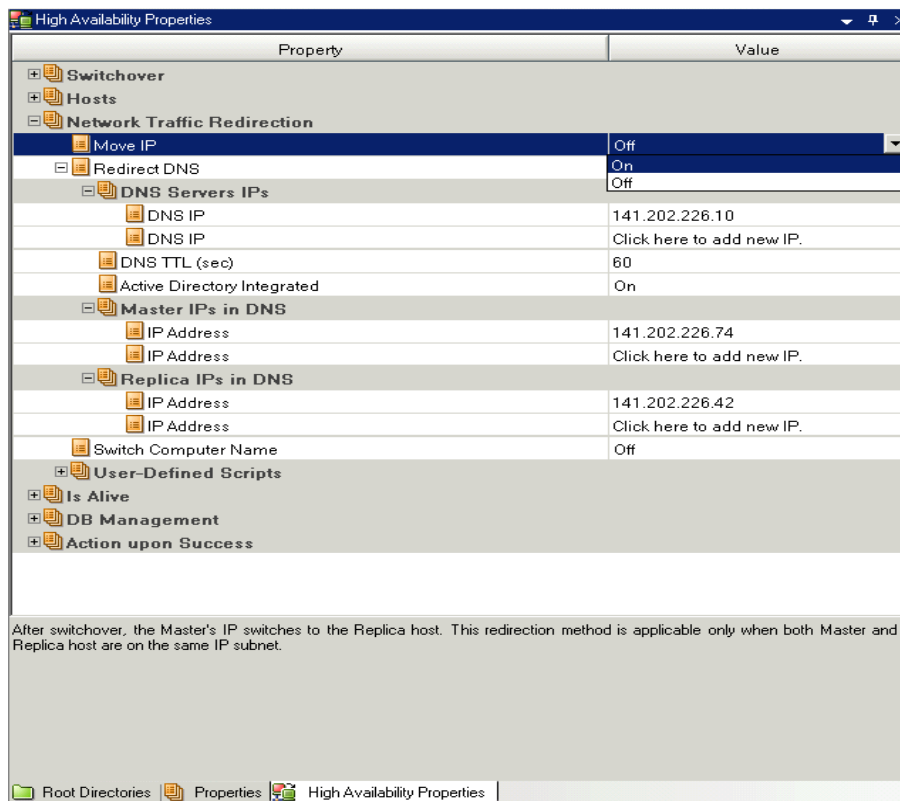 High Availability Properties
Property Value
Switchover
Hosts
Network Traffic Redirection
Move IP Off
On
Redirect DNS
Off
DNS Servers IPs
DNS IP 141.202.226.10
DNS IP Click here to add new IP.
DNS TTL (sec) 60
Active Directory Integrated On
Master IPs in DNS
IP Address 141.202.226.74
IP Address Click here to add new IP.
Replica IPs in DNS
IP Address 141.202.226.42
IP Address Click here to add new IP.
Switch Computer Name Off
User-Defined Scripts
Is Alive
DB Management
Action upon Success
After switchover, the Master's IP switches to the Replica host. This redirection method is applicable only when both Master and
Replica host are on the same IP subnet.
Root Directories Properties High Availability Properties